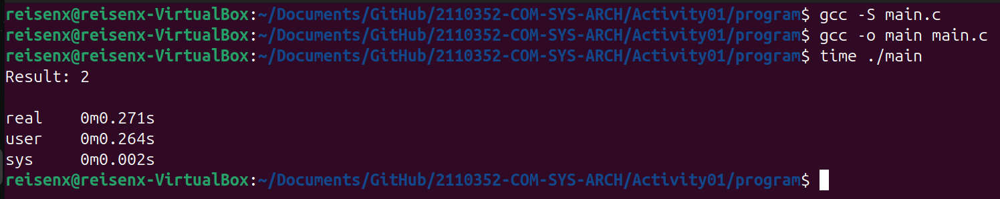 reisenx@reisenx-VirtualBox:~/Documents/GitHub/2110352-COM-SYS-ARCH/Activity01/program$ gcc -S main.c
reisenx@reisenx-VirtualBox:~/Documents/GitHub/2110352-COM-SYS-ARCH/Activity01/program$ gcc -o main main.c
reisenx@reisenx-VirtualBox:~/Documents/GitHub/2110352-COM-SYS-ARCH/Activity01/program$ time ./main
Result: 2
real    0m0.271s
user    0m0.264s
sys     0m0.002s
reisenx@reisenx-VirtualBox:~/Documents/GitHub/2110352-COM-SYS-ARCH/Activity01/program$